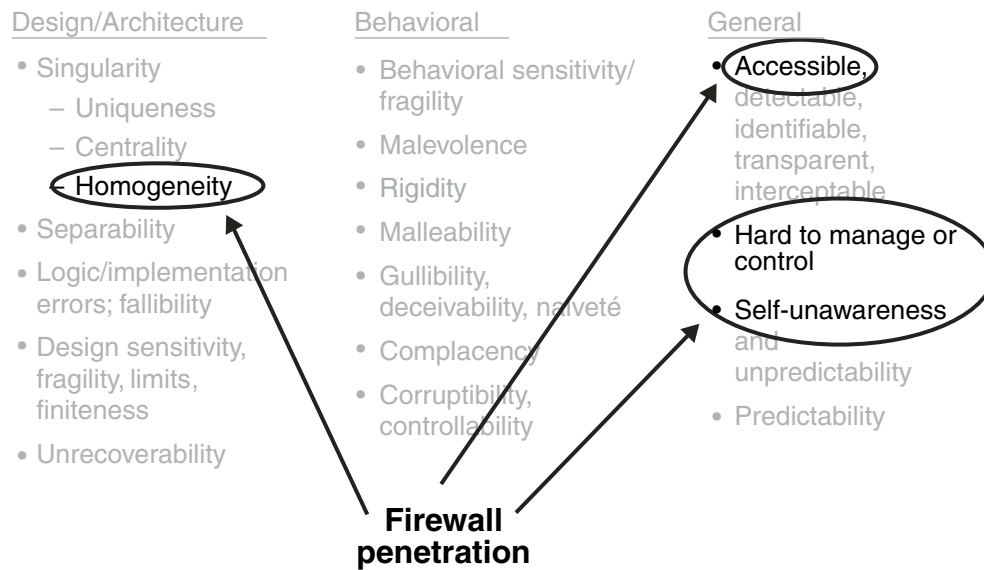 Design/Architecture
• Singularity
– Uniqueness
– Centrality
– Homogeneity
• Separability
• Logic/implementation
errors; fallibility
• Design sensitivity,
fragility, limits,
finiteness
• Unrecoverability
Behavioral
• Behavioral sensitivity/
fragility
• Malevolence
• Rigidity
• Malleability
• Gullibility,
deceivability, naiveté
• Complacency
• Corruptibility,
controllability
General
• Accessible,
detectable,
identifiable,
transparent,
interceptable
• Hard to manage or
control
• Self-unawareness
and
unpredictability
• Predictability
Firewall
penetration